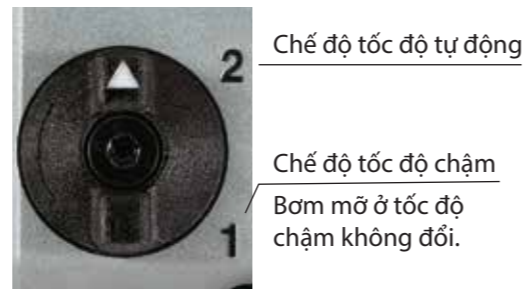 2
Chế độ tốc độ tự động
Chế độ tốc độ chậm
1
Bơm mỡ ở tốc độ
chậm không đổi.